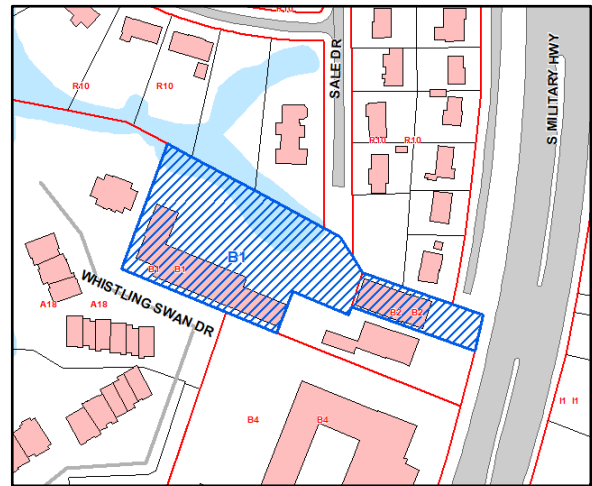 R10
SALE DR
S MILITARY HWY
R10 R10
R10 R10
B1
B1 B1
WHISTLING SWAN DR
A18 A18
B2 B2
B4 B4
I1 I1